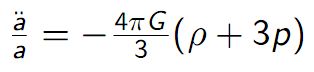 ä/a = −4πG/3(ρ + 3p)